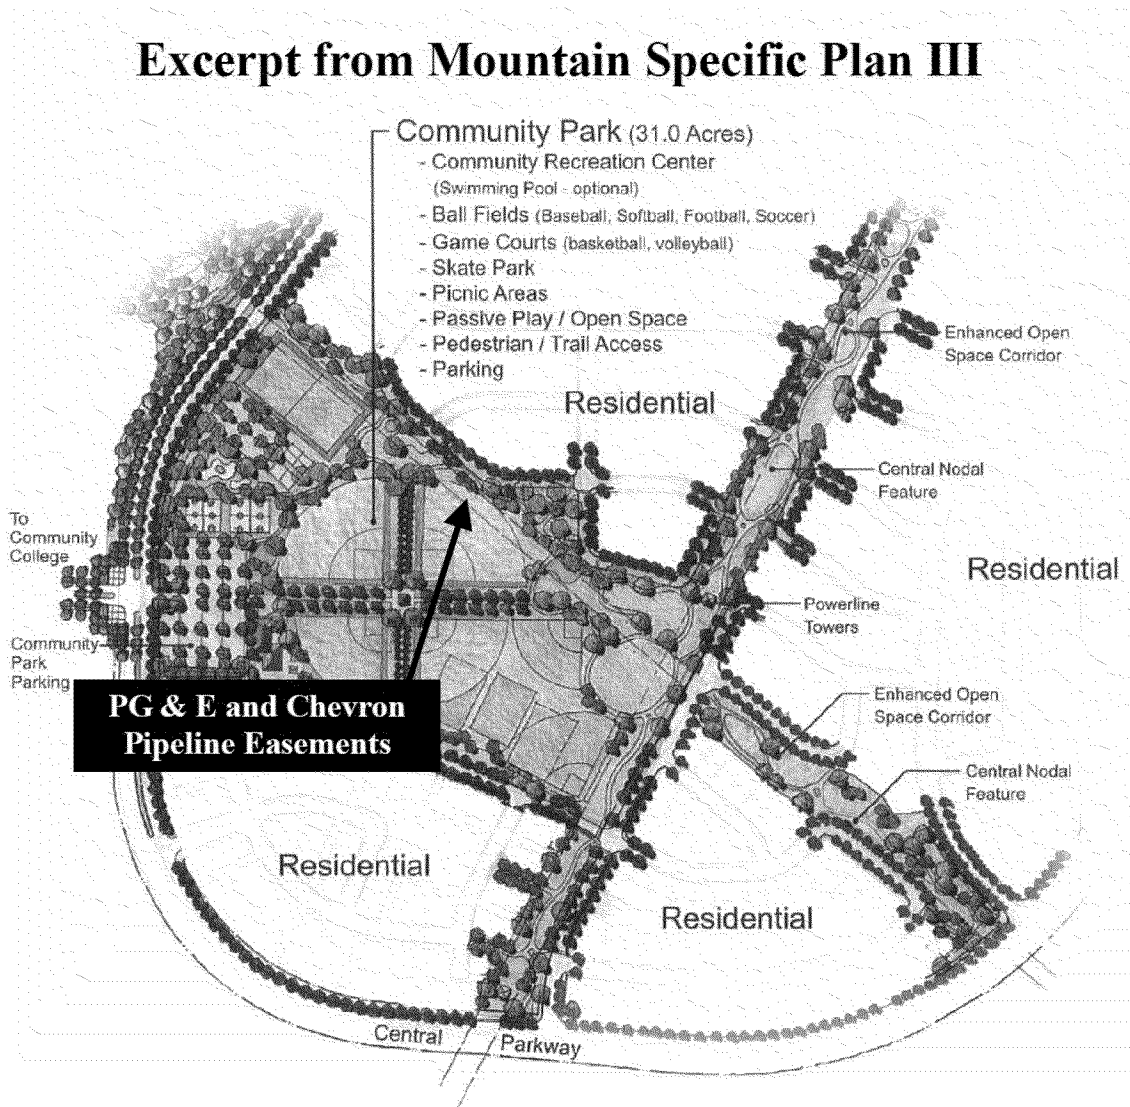 Excerpt from Mountain Specific Plan III
Community Park (31.0 Acres)
- Community Recreation Center
(Swimming Pool - optional)
- Ball Fields (Baseball, Softball, Football, Soccer)
- Game Courts (basketball, volleyball)
- Skate Park
- Picnic Areas
- Passive Play / Open Space
- Pedestrian / Trail Access
- Parking
Enhanced Open
Space Corridor
Residential
Central Nodal
Feature
To
Community
College
Residential
Powerline
Towers
Community
Park
Parking
PG & E and Chevron
Pipeline Easements
Enhanced Open
Space Corridor
Central Nodal
Feature
Residential
Residential
Central Parkway